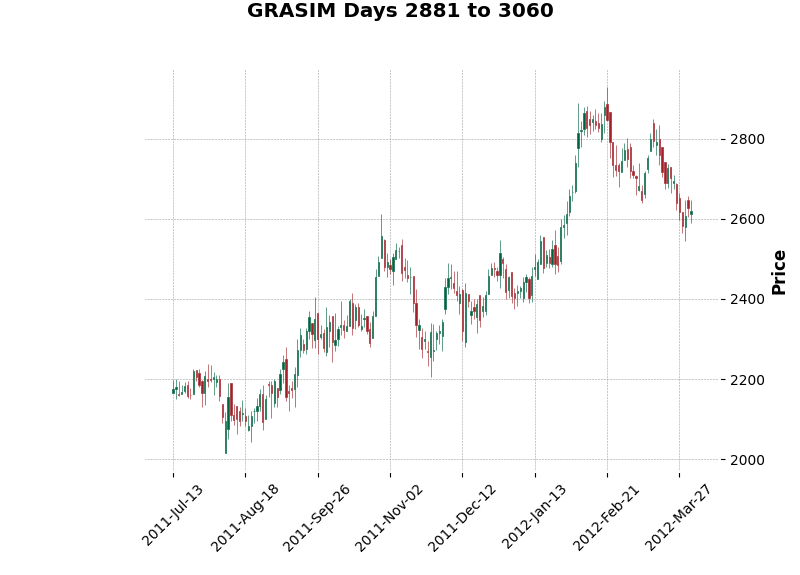 GRASIM Days 2881 to 3060
2800
2600
2400
2200
2000
Price
2011-Jul-13
2011-Aug-18
2011-Sep-26
2011-Nov-02
2011-Dec-12
2012-Jan-13
2012-Feb-21
2012-Mar-27